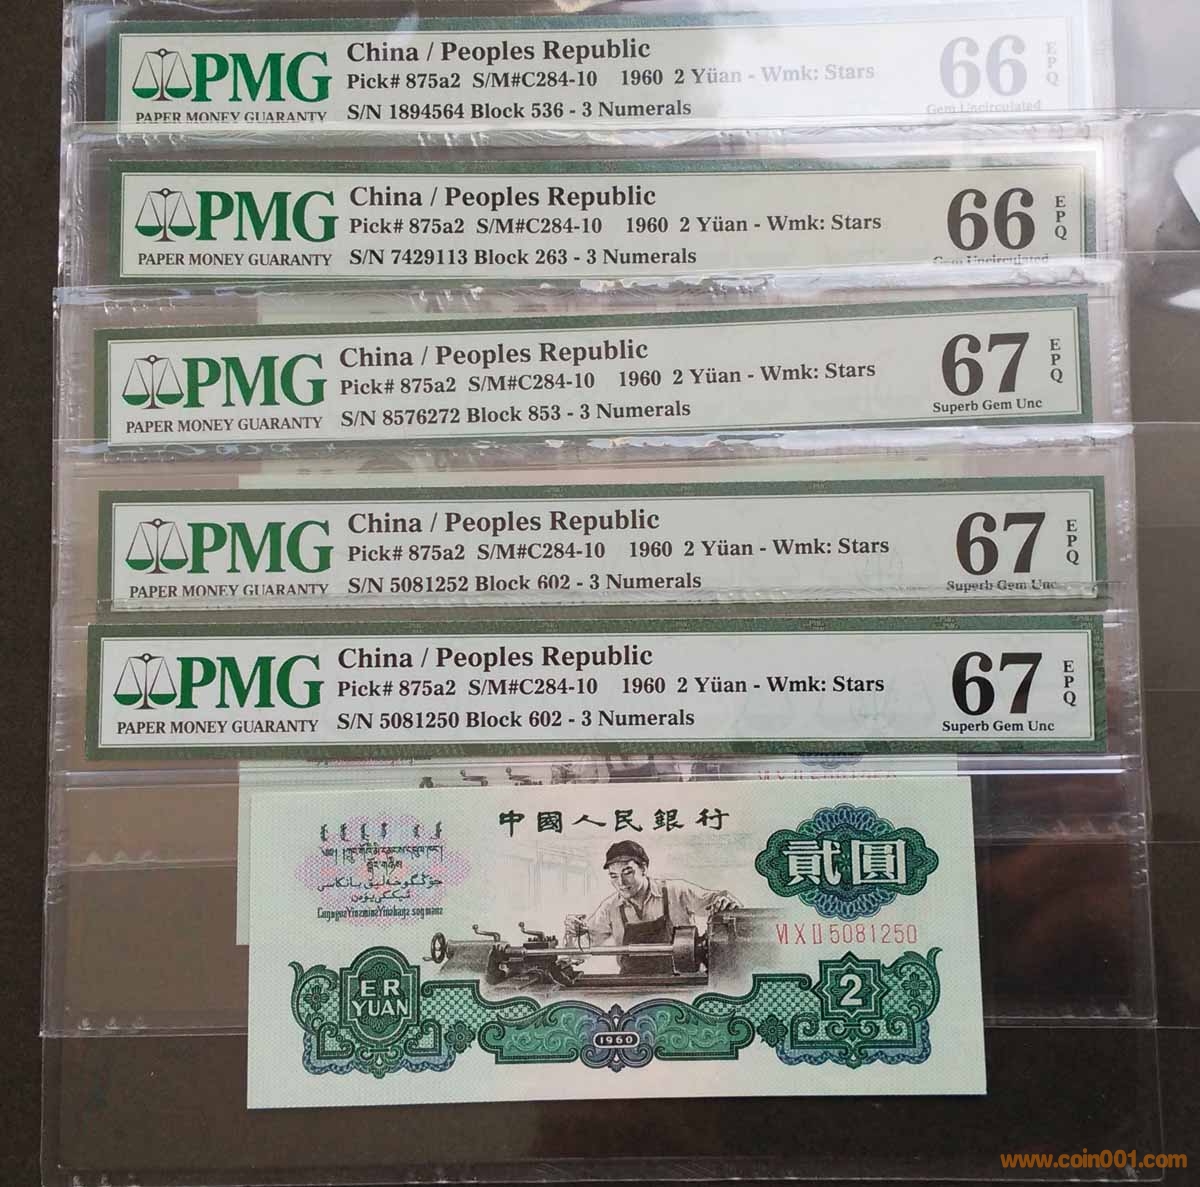 PMG
PAPER MONEY GUARANTY
China / Peoples Republic
Pick# 875a2 S/M#C284-10 1960 2 Yüan - Wmk: Stars
S/N 1894564 Block 536 - 3 Numerals
66
EPQ
Gem Uncirculated
PMG
PAPER MONEY GUARANTY
China / Peoples Republic
Pick# 875a2 S/M#C284-10 1960 2 Yüan - Wmk: Stars
S/N 7429113 Block 263 - 3 Numerals
66
EPQ
Gem Uncirculated
PMG
PAPER MONEY GUARANTY
China / Peoples Republic
Pick# 875a2 S/M#C284-10 1960 2 Yüan - Wmk: Stars
S/N 8576272 Block 853 - 3 Numerals
67
EPQ
Superb Gem Unc
PMG
PAPER MONEY GUARANTY
China / Peoples Republic
Pick# 875a2 S/M#C284-10 1960 2 Yüan - Wmk: Stars
S/N 5081252 Block 602 - 3 Numerals
67
EPQ
Superb Gem Unc
PMG
PAPER MONEY GUARANTY
China / Peoples Republic
Pick# 875a2 S/M#C284-10 1960 2 Yüan - Wmk: Stars
S/N 5081250 Block 602 - 3 Numerals
67
EPQ
Superb Gem Unc
中國人民銀行
貳圓
ⅥⅩⅡ5081250
ER
YUAN
2
1960
www.coin001.com